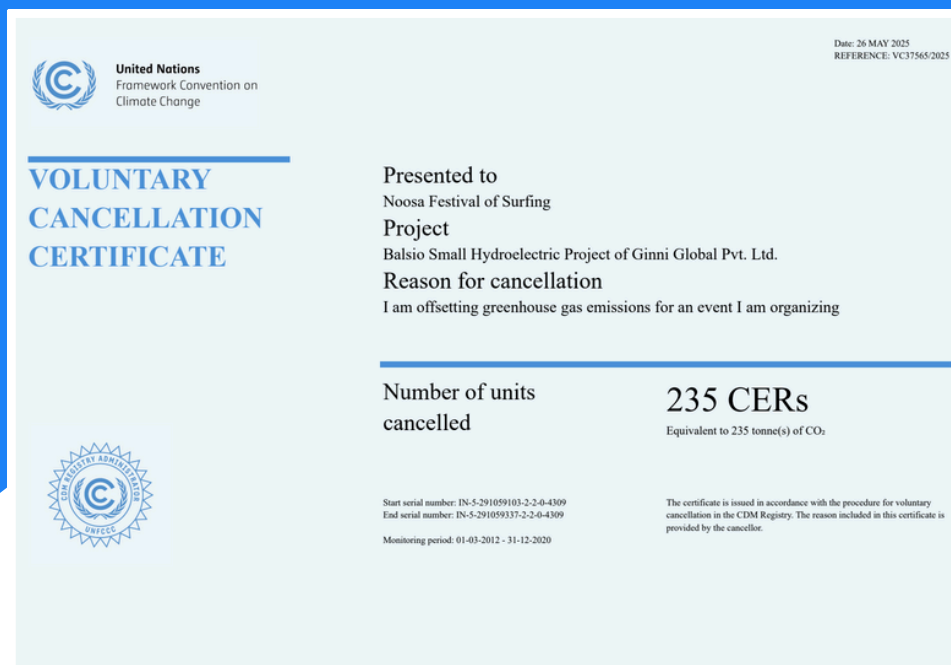 Date: 26 MAY 2025
REFERENCE: VC37565/2025
United Nations
Framework Convention on
Climate Change
VOLUNTARY
CANCELLATION
CERTIFICATE
Presented to
Noosa Festival of Surfing
Project
Balsio Small Hydroelectric Project of Ginni Global Pvt. Ltd.
Reason for cancellation
I am offsetting greenhouse gas emissions for an event I am organizing
Number of units
cancelled
235 CERs
Equivalent to 235 tonne(s) of CO₂
CDM REGISTRY ADMINISTRATOR
UNFCCC
Start serial number: IN-5-291059103-2-2-0-4309
End serial number: IN-5-291059337-2-2-0-4309
Monitoring period: 01-03-2012 - 31-12-2020
The certificate is issued in accordance with the procedure for voluntary
cancellation in the CDM Registry. The reason included in this certificate is
provided by the cancellor.